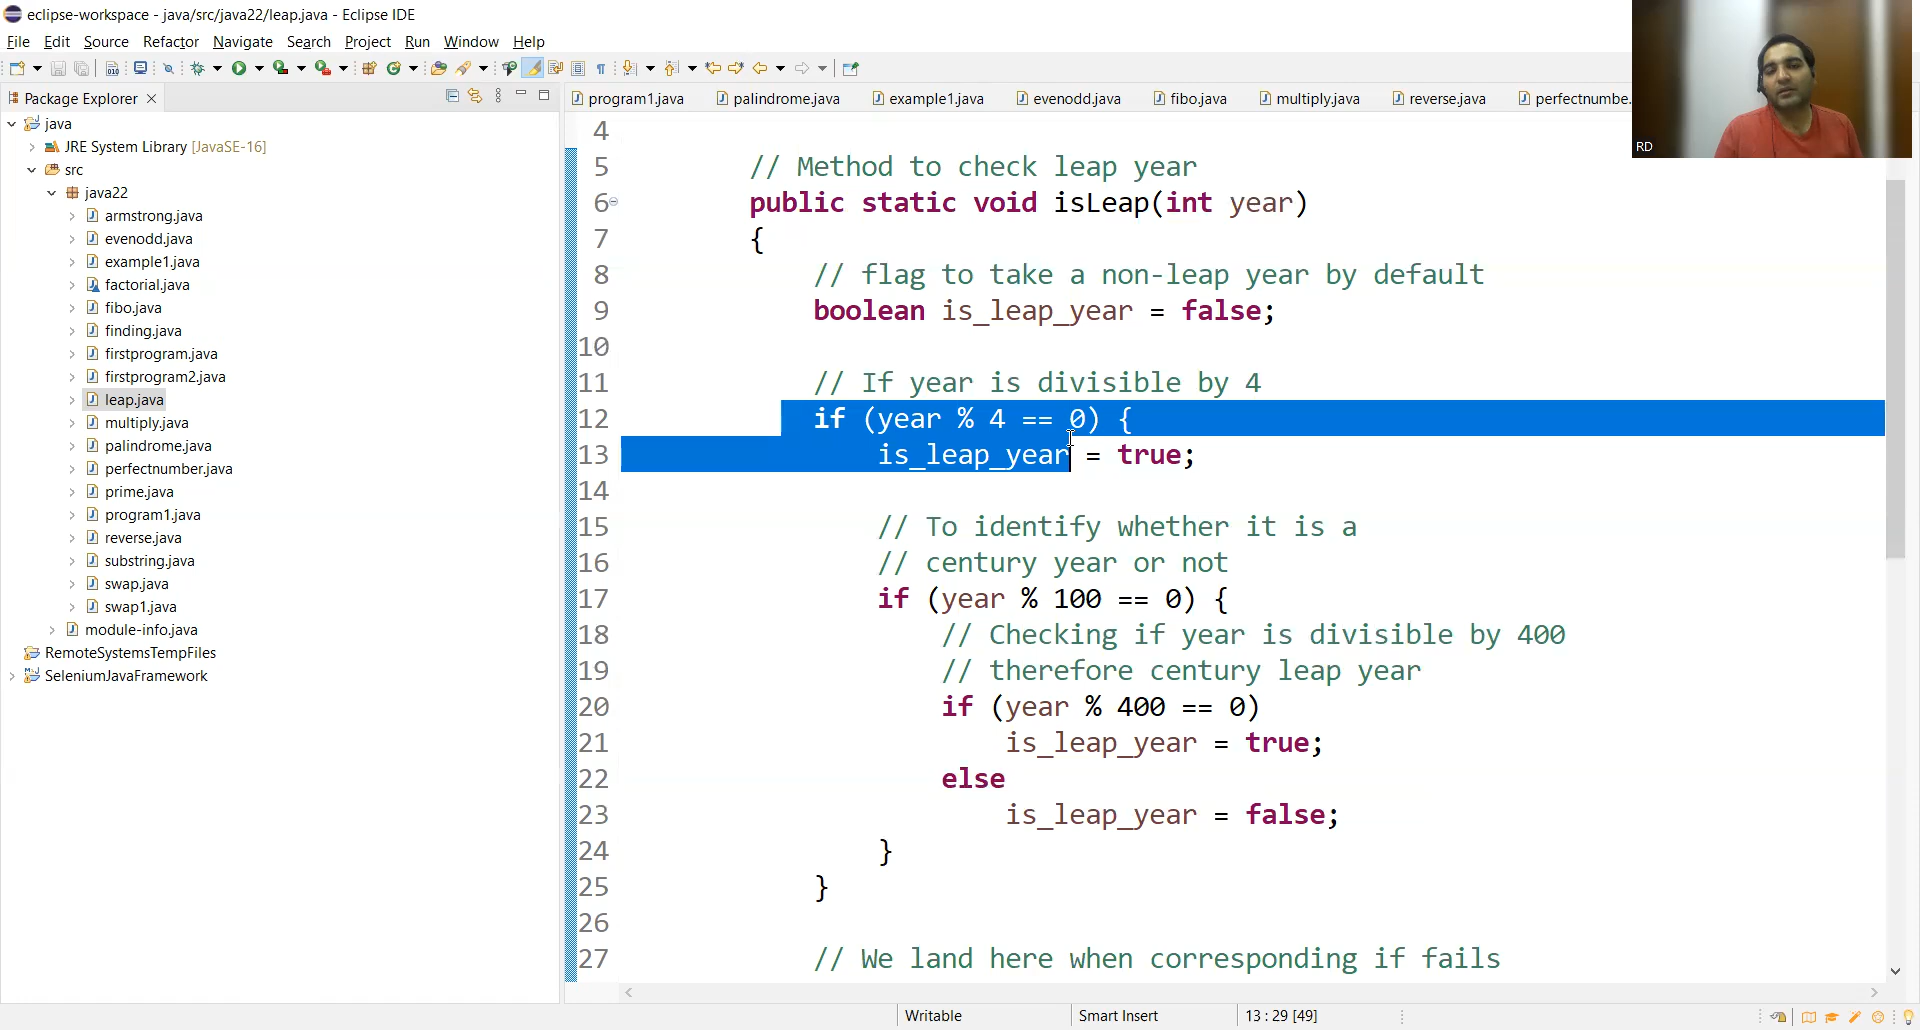 eclipse-workspace - java/src/java22/leap.java - Eclipse IDE
File Edit Source Refactor Navigate Search Project Run Window Help
Package Explorer
program1.java palindrome.java example1.java evenodd.java fibo.java multiply.java reverse.java perfectnumbe..
RD
java
JRE System Library [JavaSE-16]
src
java22
armstrong.java
evenodd.java
example1.java
factorial.java
fibo.java
finding.java
firstprogram.java
firstprogram2.java
leap.java
multiply.java
palindrome.java
perfectnumber.java
prime.java
program1.java
reverse.java
substring.java
swap.java
swap1.java
module-info.java
RemoteSystemsTempFiles
SeleniumJavaFramework
4
5 // Method to check leap year
6 public static void isLeap(int year)
7 {
8 // flag to take a non-leap year by default
9 boolean is_leap_year = false;
10
11 // If year is divisible by 4
12 if (year % 4 == 0) {
13 is_leap_year = true;
14
15 // To identify whether it is a
16 // century year or not
17 if (year % 100 == 0) {
18 // Checking if year is divisible by 400
19 // therefore century leap year
20 if (year % 400 == 0)
21 is_leap_year = true;
22 else
23 is_leap_year = false;
24 }
25 }
26
27 // We land here when corresponding if fails
Writable Smart Insert 13 : 29 [49]